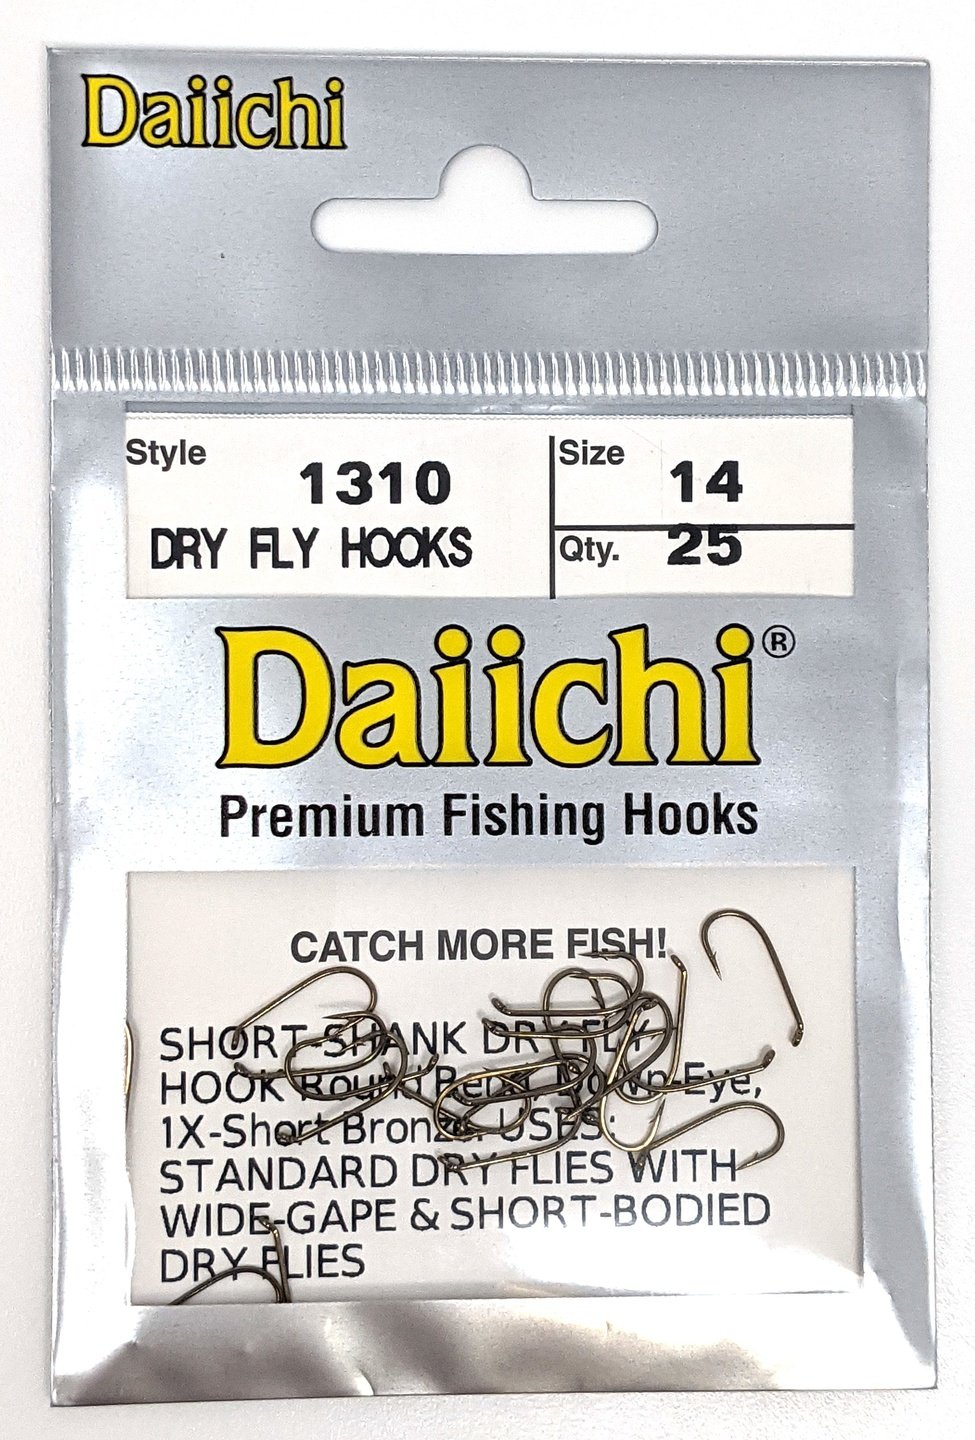 Daiichi
Style 1310
DRY FLY HOOKS
Size 14
Qty. 25
Daiichi®
Premium Fishing Hooks
CATCH MORE FISH!
SHORT-SHANK DRY FLY
HOOK Round Bend, Down-Eye,
1X-Short Bronze. USES:
STANDARD DRY FLIES WITH
WIDE-GAPE & SHORT-BODIED
DRY FLIES